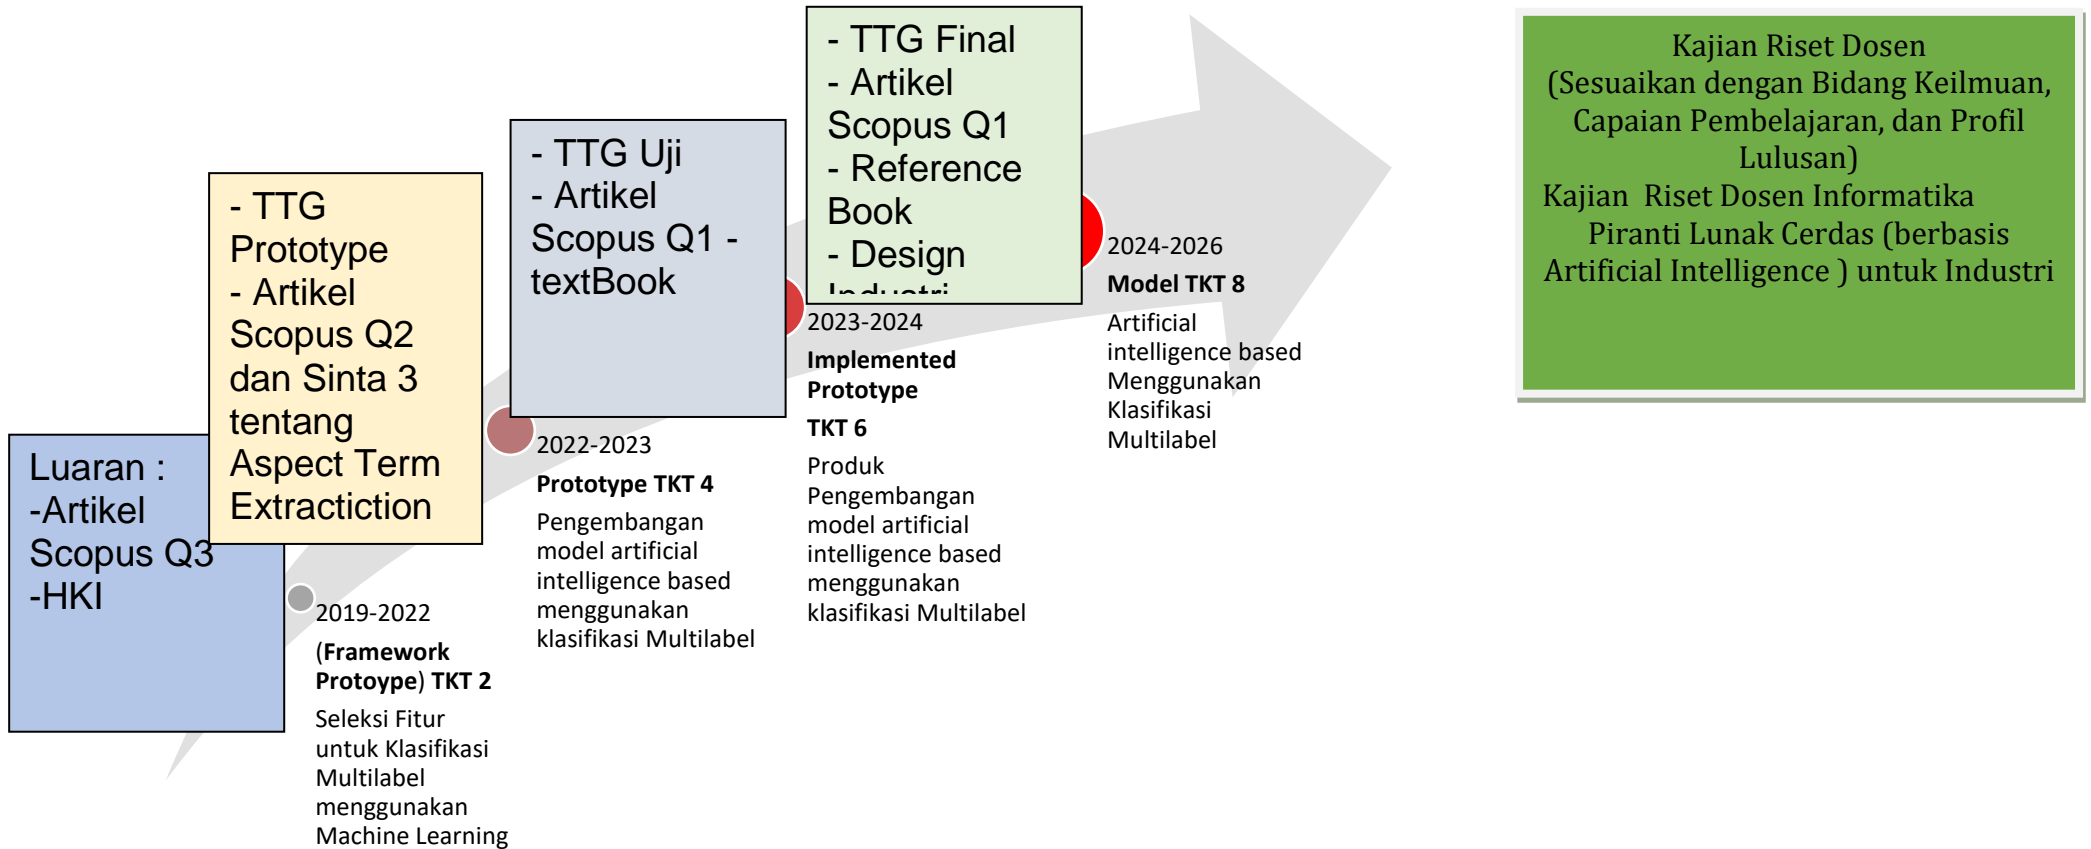 Luaran :
-Artikel
Scopus Q3
-HKI
- TTG
Prototype
- Artikel
Scopus Q2
dan Sinta 3
tentang
Aspect Term
Extractiction
- TTG Uji
- Artikel
Scopus Q1 -
textBook
- TTG Final
- Artikel
Scopus Q1
- Reference
Book
- Design
Industri
2019-2022
(Framework
Protoype) TKT 2
Seleksi Fitur
untuk Klasifikasi
Multilabel
menggunakan
Machine Learning
2022-2023
Prototype TKT 4
Pengembangan
model artificial
intelligence based
menggunakan
klasifikasi Multilabel
2023-2024
Implemented
Prototype
TKT 6
Produk
Pengembangan
model artificial
intelligence based
menggunakan
klasifikasi Multilabel
2024-2026
Model TKT 8
Artificial
intelligence based
Menggunakan
Klasifikasi
Multilabel
Kajian Riset Dosen
(Sesuaikan dengan Bidang Keilmuan,
Capaian Pembelajaran, dan Profil
Lulusan)
Kajian Riset Dosen Informatika
Piranti Lunak Cerdas (berbasis
Artificial Intelligence ) untuk Industri